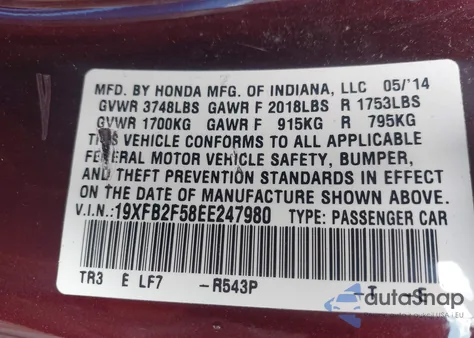 MFD. BY HONDA MFG. OF INDIANA, LLC 05/'14
GVWR 3748LBS GAWR F 2018LBS R 1753LBS
GVWR 1700KG GAWR F 915KG R 795KG
THIS VEHICLE CONFORMS TO ALL APPLICABLE
FEDERAL MOTOR VEHICLE SAFETY, BUMPER,
AND THEFT PREVENTION STANDARDS IN EFFECT
ON THE DATE OF MANUFACTURE SHOWN ABOVE.
V.I.N.:19XFB2F58EE247980 TYPE: PASSENGER CAR
TR3 E LF7 -R543P
autoSnap